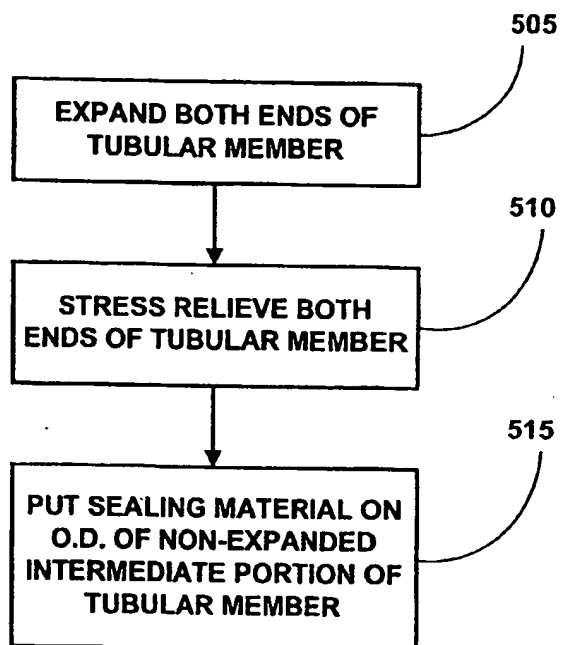 505
EXPAND BOTH ENDS OF
TUBULAR MEMBER
510
STRESS RELIEVE BOTH
ENDS OF TUBULAR MEMBER
515
PUT SEALING MATERIAL ON
O.D. OF NON-EXPANDED
INTERMEDIATE PORTION OF
TUBULAR MEMBER